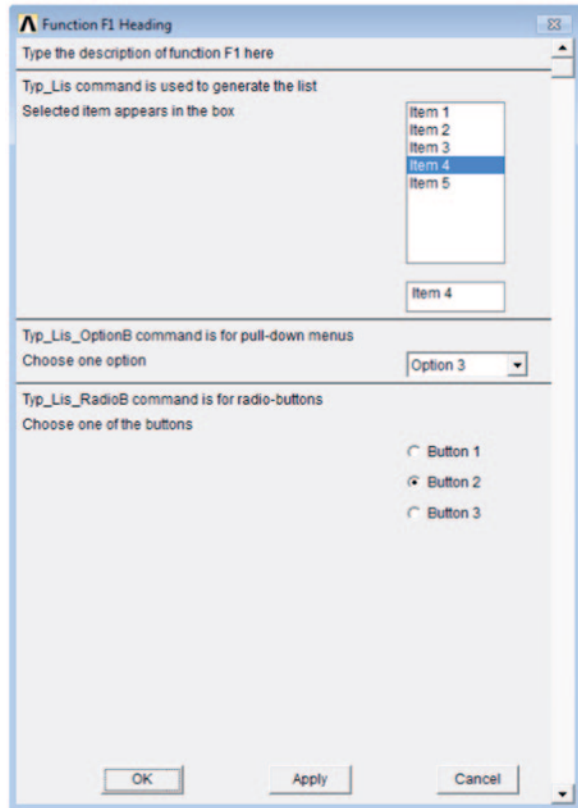 Function F1 Heading
Type the description of function F1 here
Typ_Lis command is used to generate the list
Selected item appears in the box
Item 1
Item 2
Item 3
Item 4
Item 5
Item 4
Typ_Lis_OptionB command is for pull-down menus
Choose one option
Option 3
Typ_Lis_RadioB command is for radio-buttons
Choose one of the buttons
Button 1
Button 2
Button 3
OK Apply Cancel